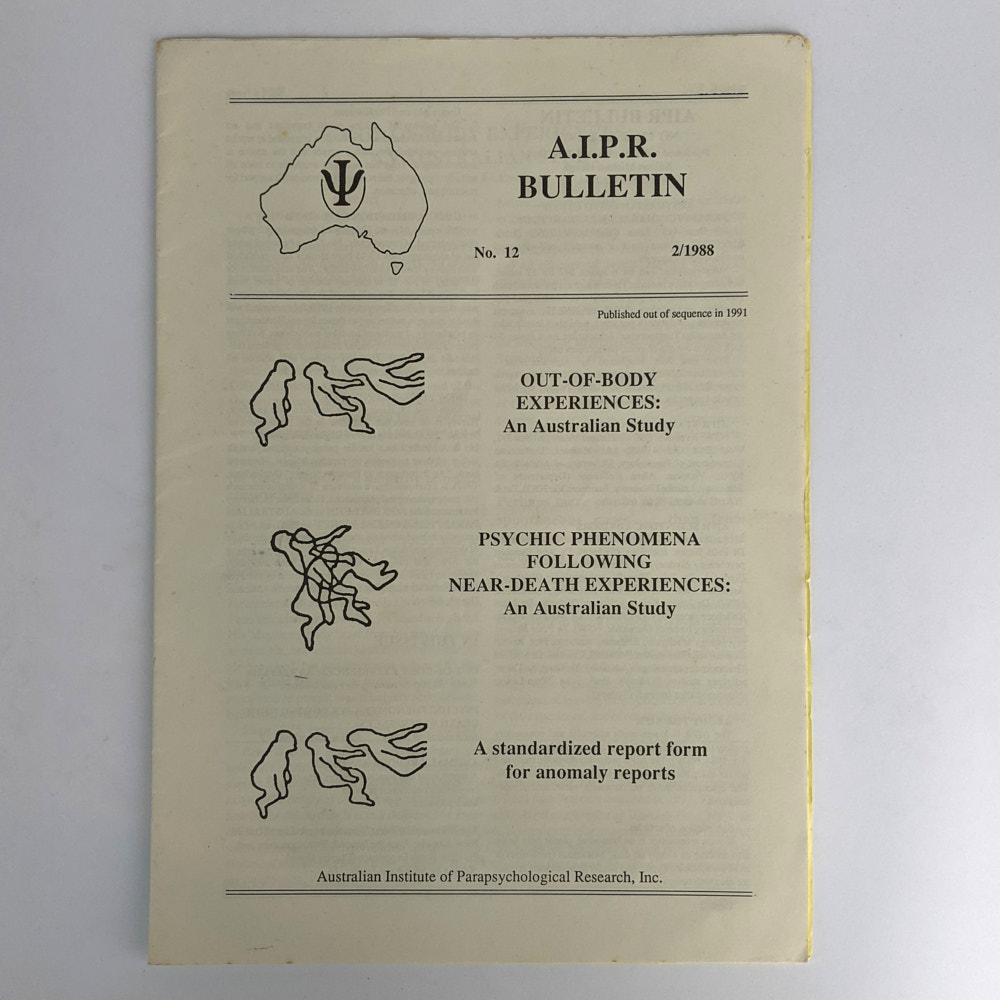 Ψ
A.I.P.R.
BULLETIN
No. 12 2/1988
Published out of sequence in 1991
OUT-OF-BODY
EXPERIENCES:
An Australian Study
PSYCHIC PHENOMENA
FOLLOWING
NEAR-DEATH EXPERIENCES:
An Australian Study
A standardized report form
for anomaly reports
Australian Institute of Parapsychological Research, Inc.